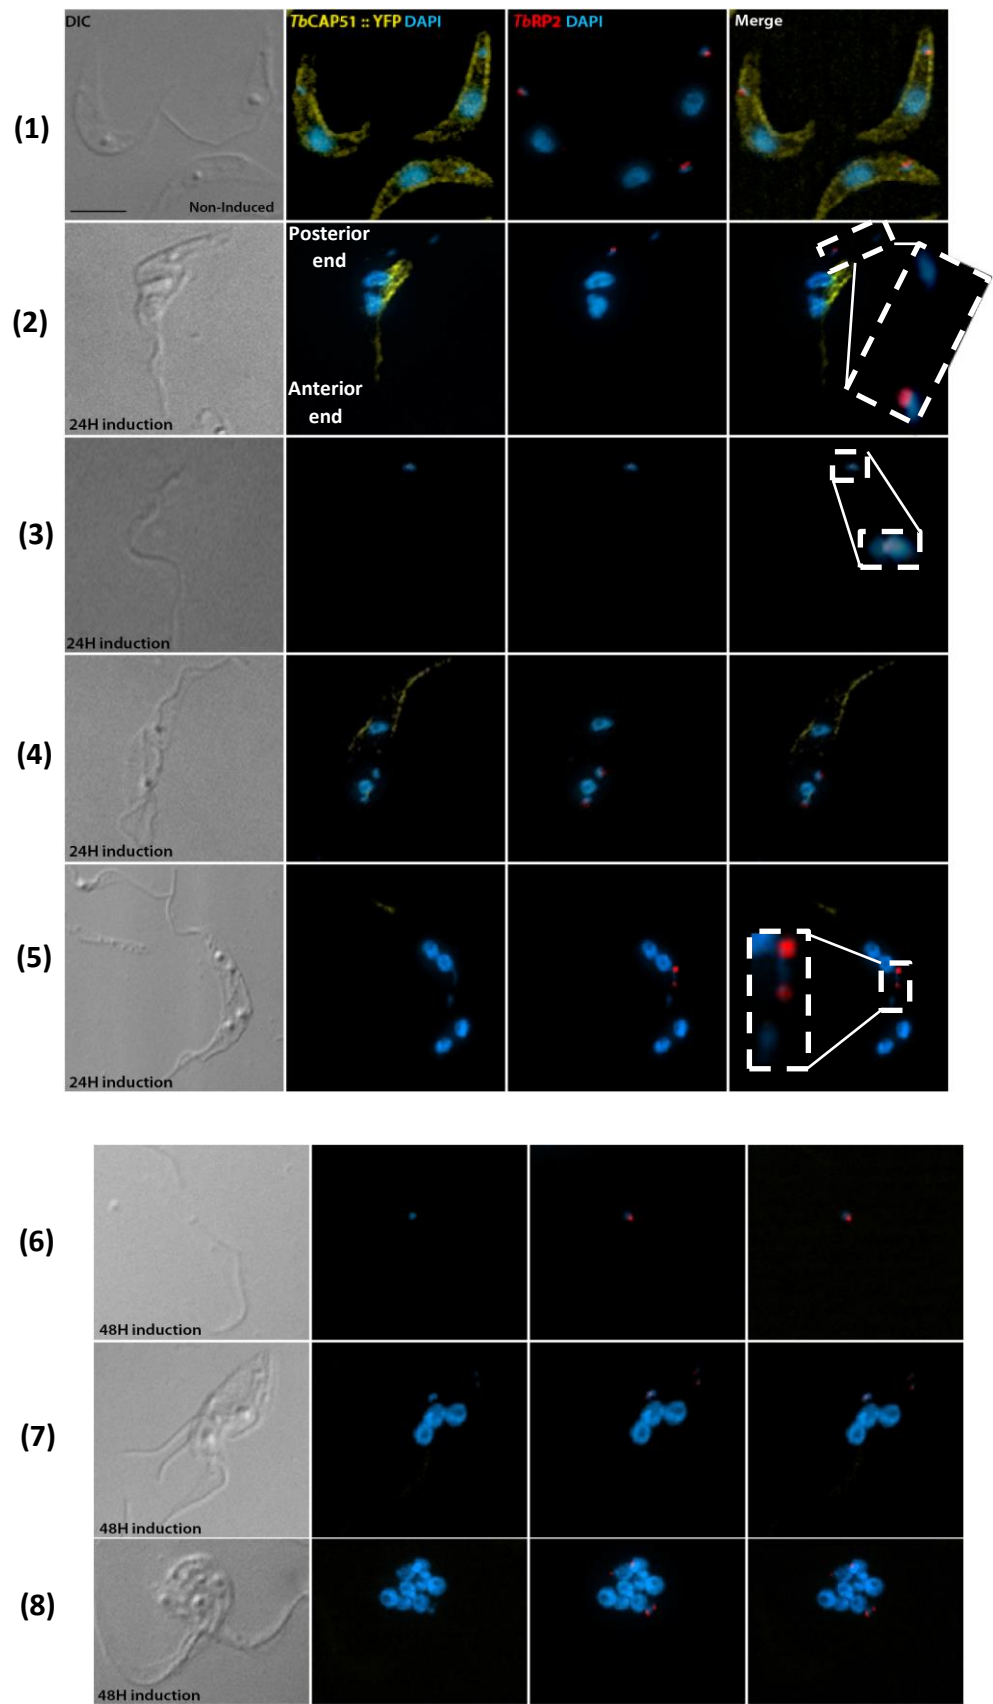 DIC
TbCAP51 :: YFP DAPI
TbRP2 DAPI
Merge
(1)
Non-Induced
(2)
Posterior
end
Anterior
end
24H induction
(3)
24H induction
(4)
24H induction
(5)
24H induction
(6)
48H induction
(7)
48H induction
(8)
48H induction